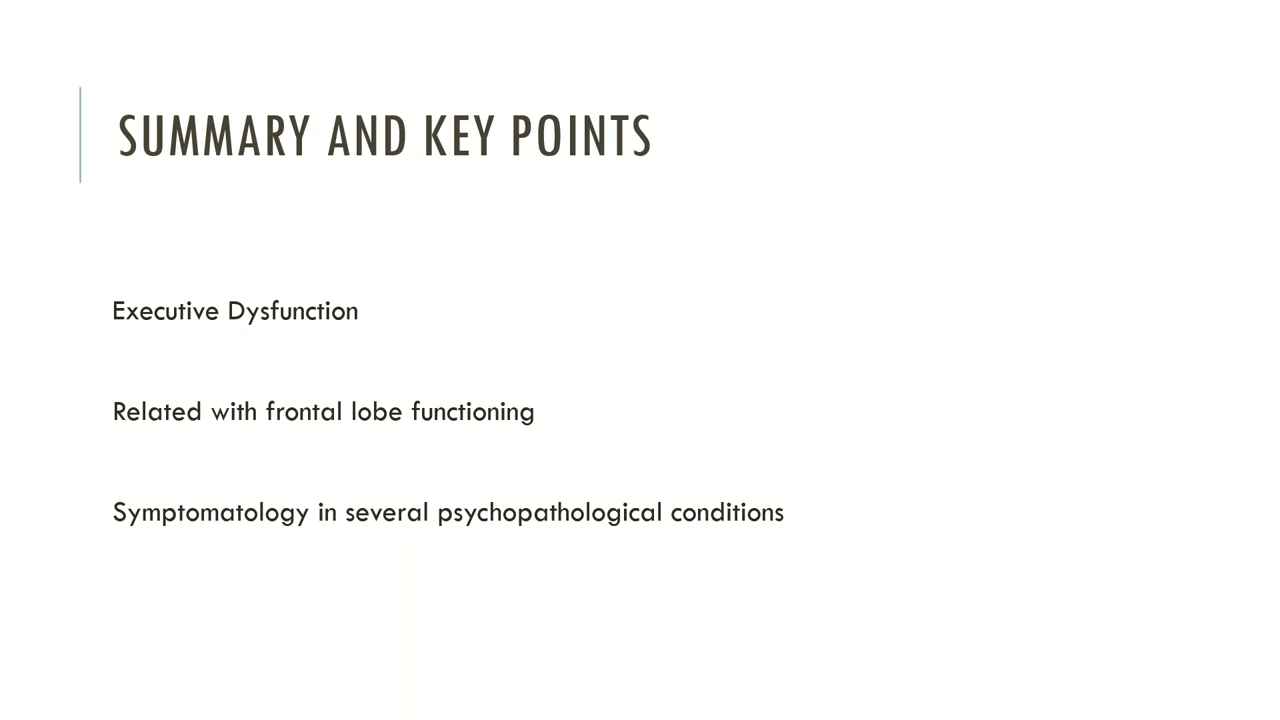 SUMMARY AND KEY POINTS
Executive Dysfunction
Related with frontal lobe functioning
Symptomatology in several psychopathological conditions